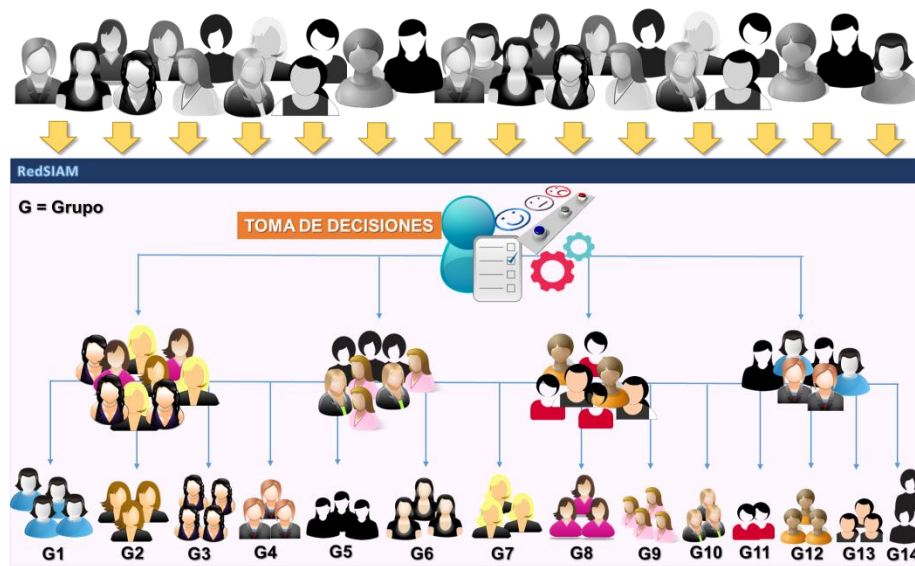 RedSIAM
G = Grupo
TOMA DE DECISIONES
G1 G2 G3 G4 G5 G6 G7 G8 G9 G10 G11 G12 G13 G14